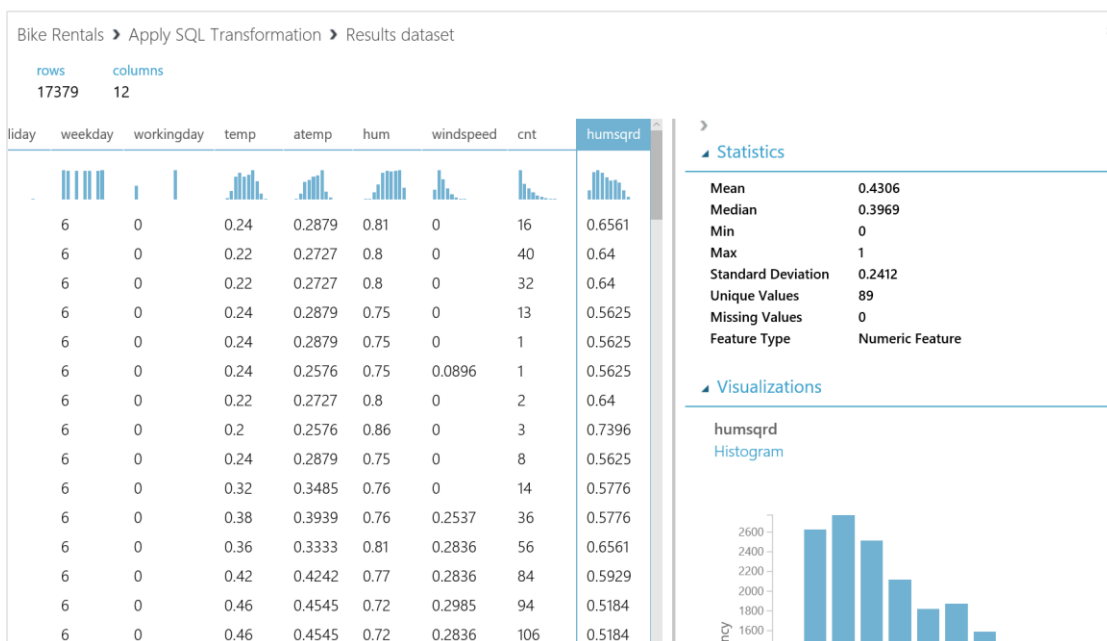 Bike Rentals > Apply SQL Transformation > Results dataset
rows columns
17379 12
liday weekday workingday temp atemp hum windspeed cnt humsqrd
6 0 0.24 0.2879 0.81 0 16 0.6561
6 0 0.22 0.2727 0.8 0 40 0.64
6 0 0.22 0.2727 0.8 0 32 0.64
6 0 0.24 0.2879 0.75 0 13 0.5625
6 0 0.24 0.2879 0.75 0 1 0.5625
6 0 0.24 0.2576 0.75 0.0896 1 0.5625
6 0 0.22 0.2727 0.8 0 2 0.64
6 0 0.2 0.2576 0.86 0 3 0.7396
6 0 0.24 0.2879 0.75 0 8 0.5625
6 0 0.32 0.3485 0.76 0 14 0.5776
6 0 0.38 0.3939 0.76 0.2537 36 0.5776
6 0 0.36 0.3333 0.81 0.2836 56 0.6561
6 0 0.42 0.4242 0.77 0.2836 84 0.5929
6 0 0.46 0.4545 0.72 0.2985 94 0.5184
6 0 0.46 0.4545 0.72 0.2836 106 0.5184
Statistics
Mean 0.4306
Median 0.3969
Min 0
Max 1
Standard Deviation 0.2412
Unique Values 89
Missing Values 0
Feature Type Numeric Feature
Visualizations
humsqrd
Histogram
2600
2400
2200
2000
1800
1600
ncy